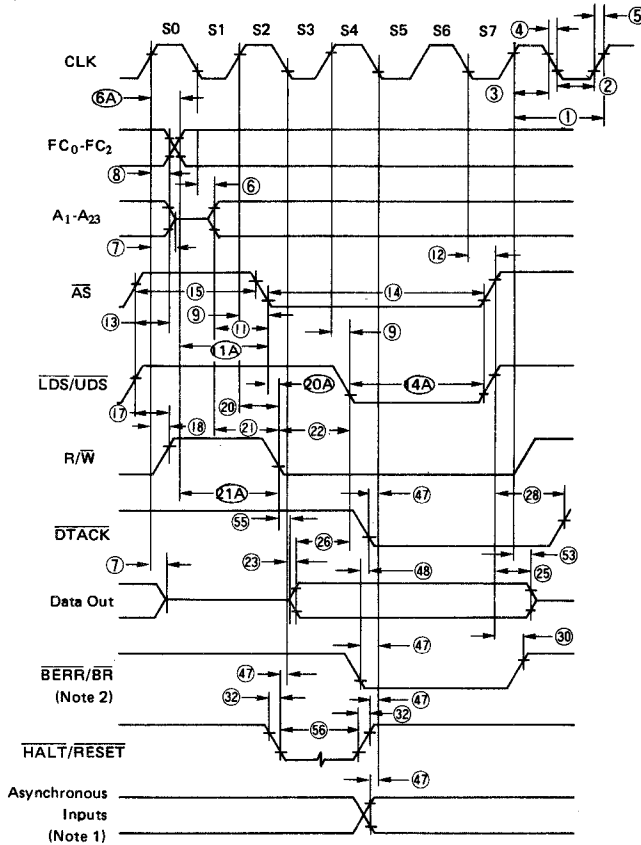 S0 S1 S2 S3 S4 S5 S6 S7
CLK
④ ⑤
③ ②
①
6A
FC0-FC2
⑧ ⑥
A1-A23
⑦ ⑫
AS
⑮ ⑭
⑬ ⑨ ⑪ ⑨
11A
LDS/UDS
20A 14A
⑰ ⑱ ⑳ ㉑ ㉒
R/W
21A ㊼ ㉘
DTACK
55 ㉖ 53
⑦ ㉓ ㊽ ㉕
Data Out
㊼ ㉚
BERR/BR
(Note 2)
㊼ ㊼
㉜ 56 ㉜
HALT/RESET
㊼
Asynchronous
Inputs
(Note 1)